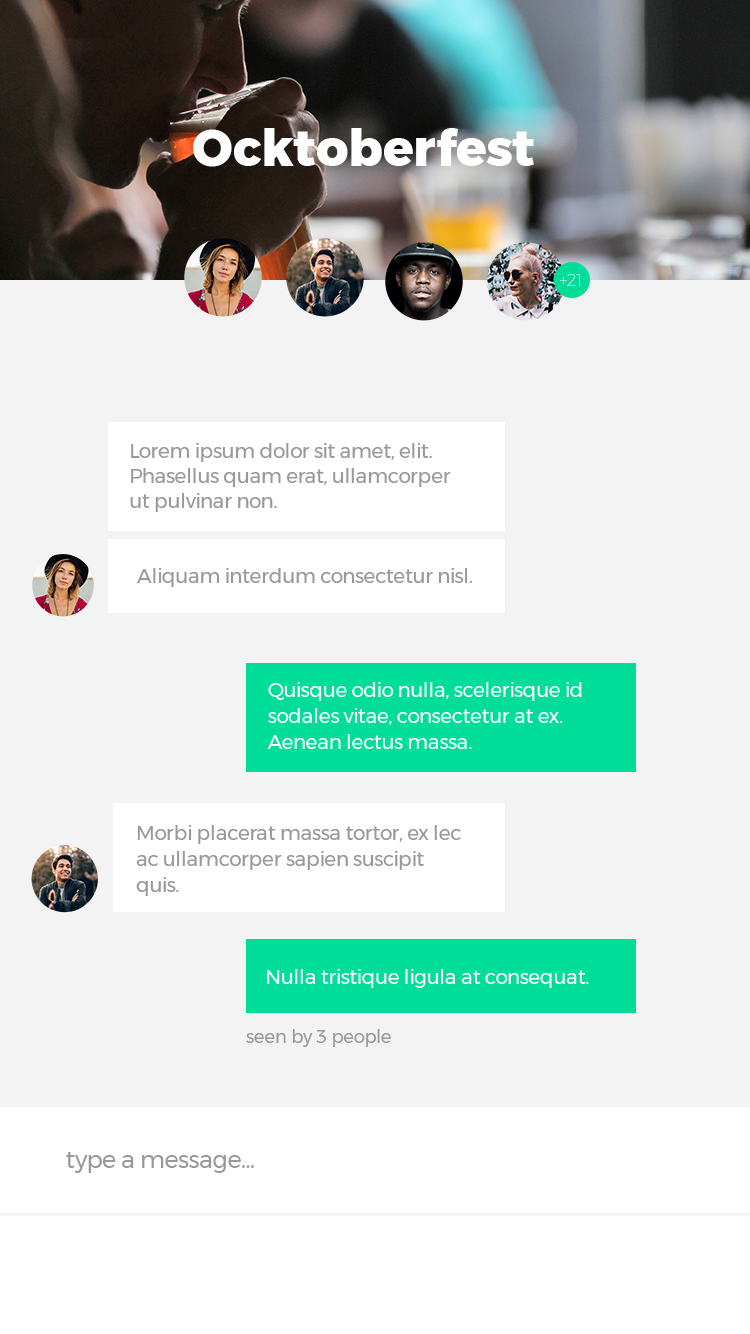 Ocktoberfest
+21
Lorem ipsum dolor sit amet, elit.
Phasellus quam erat, ullamcorper
ut pulvinar non.
Aliquam interdum consectetur nisl.
Quisque odio nulla, scelerisque id
sodales vitae, consectetur at ex.
Aenean lectus massa.
Morbi placerat massa tortor, ex lec
ac ullamcorper sapien suscipit
quis.
Nulla tristique ligula at consequat.
seen by 3 people
type a message...